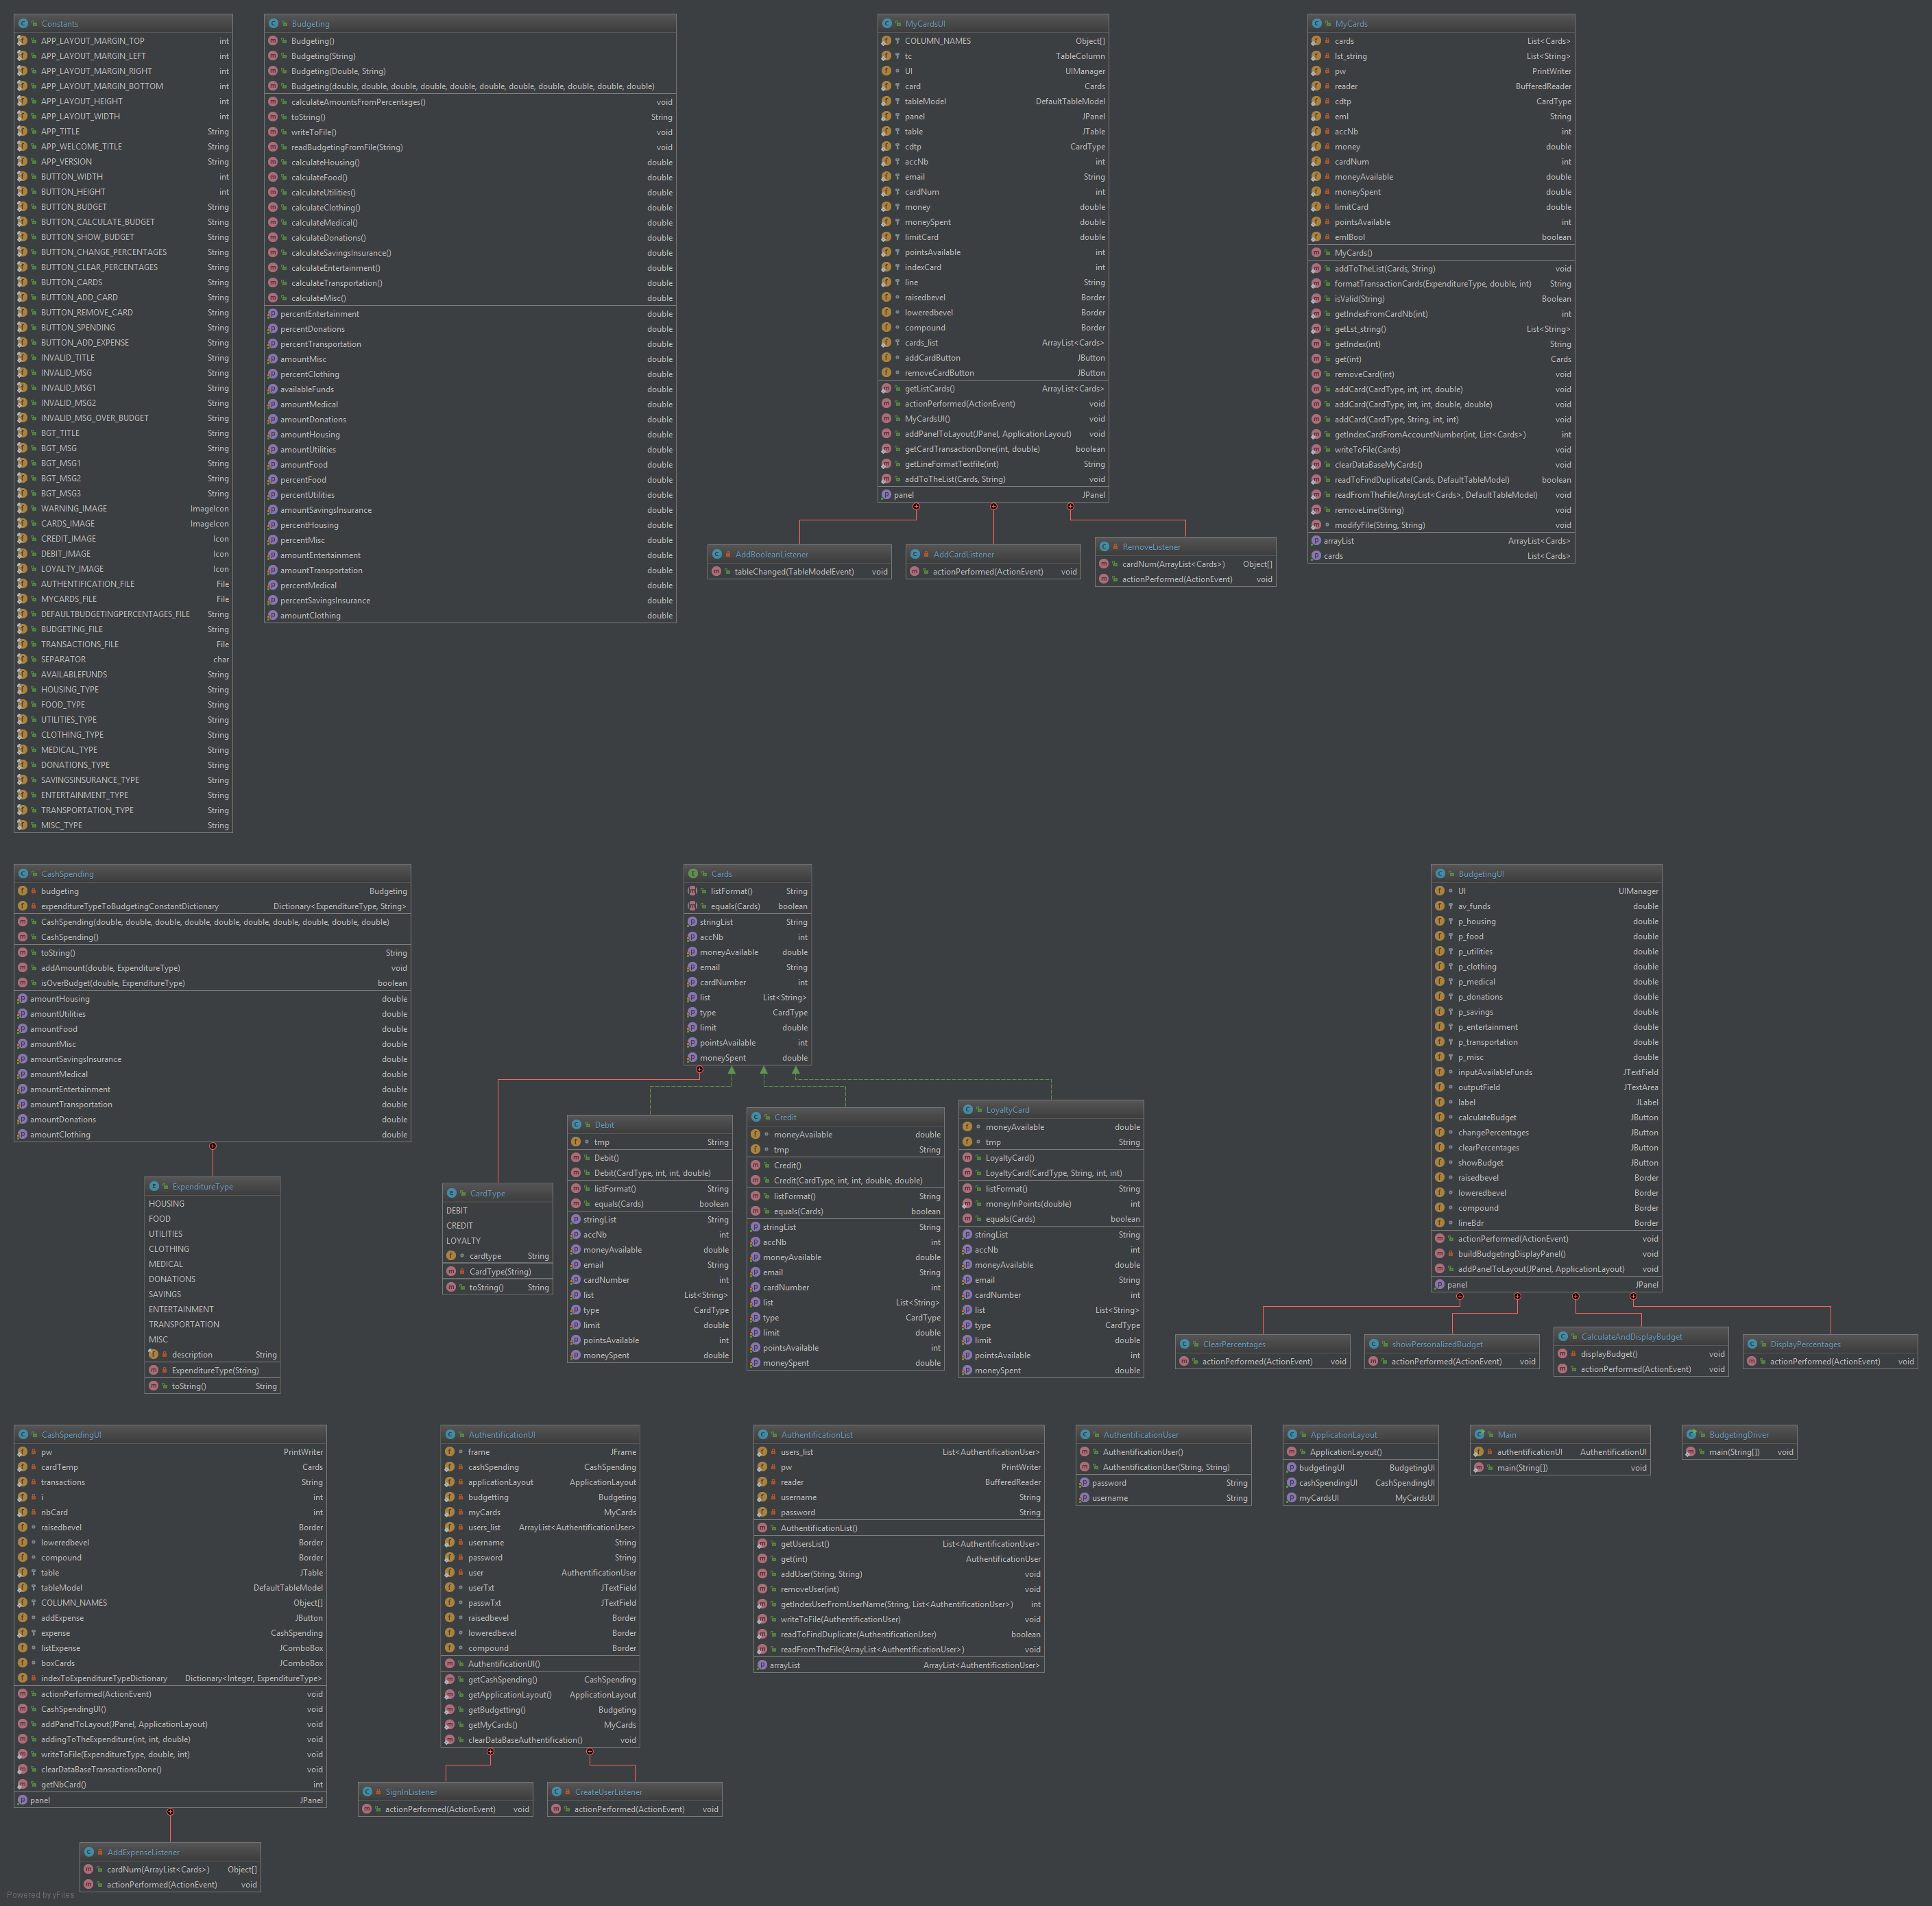 Constants
APP_LAYOUT_MARGIN_TOP int
APP_LAYOUT_MARGIN_LEFT int
APP_LAYOUT_MARGIN_RIGHT int
APP_LAYOUT_MARGIN_BOTTOM int
APP_LAYOUT_HEIGHT int
APP_LAYOUT_WIDTH int
APP_TITLE String
APP_WELCOME_TITLE String
APP_VERSION String
BUTTON_WIDTH int
BUTTON_HEIGHT int
BUTTON_BUDGET String
BUTTON_CALCULATE_BUDGET String
BUTTON_SHOW_BUDGET String
BUTTON_CHANGE_PERCENTAGES String
BUTTON_CLEAR_PERCENTAGES String
BUTTON_CARDS String
BUTTON_ADD_CARD String
BUTTON_REMOVE_CARD String
BUTTON_SPENDING String
BUTTON_ADD_EXPENSE String
INVALID_TITLE String
INVALID_MSG String
INVALID_MSG1 String
INVALID_MSG2 String
INVALID_MSG_OVER_BUDGET String
BGT_TITLE String
BGT_MSG String
BGT_MSG1 String
BGT_MSG2 String
BGT_MSG3 String
WARNING_IMAGE ImageIcon
CARDS_IMAGE ImageIcon
CREDIT_IMAGE Icon
DEBIT_IMAGE Icon
LOYALTY_IMAGE Icon
AUTHENTIFICATION_FILE File
MYCARDS_FILE File
DEFAULTBUDGETINGPERCENTAGES_FILE String
BUDGETING_FILE String
TRANSACTIONS_FILE File
SEPARATOR char
AVAILABLEFUNDS String
HOUSING_TYPE String
FOOD_TYPE String
UTILITIES_TYPE String
CLOTHING_TYPE String
MEDICAL_TYPE String
DONATIONS_TYPE String
SAVINGSINSURANCE_TYPE String
ENTERTAINMENT_TYPE String
TRANSPORTATION_TYPE String
MISC_TYPE String
Budgeting
Budgeting()
Budgeting(String)
Budgeting(Double, String)
Budgeting(double, double, double, double, double, double, double, double, double, double, double)
calculateAmountsFromPercentages() void
toString() String
writeToFile() void
readBudgetingFromFile(String) void
calculateHousing() double
calculateFood() double
calculateUtilities() double
calculateClothing() double
calculateMedical() double
calculateDonations() double
calculateSavingsInsurance() double
calculateEntertainment() double
calculateTransportation() double
calculateMisc() double
percentEntertainment double
percentDonations double
percentTransportation double
amountMisc double
percentClothing double
availableFunds double
amountMedical double
amountDonations double
amountHousing double
amountUtilities double
amountFood double
percentFood double
percentUtilities double
amountSavingsInsurance double
percentHousing double
percentMisc double
amountEntertainment double
amountTransportation double
percentMedical double
percentSavingsInsurance double
amountClothing double
MyCardsUI
COLUMN_NAMES Object[]
tc TableColumn
UI UIManager
card Cards
tableModel DefaultTableModel
panel JPanel
table JTable
cdtp CardType
accNb int
email String
cardNum int
money double
moneySpent double
limitCard double
pointsAvailable int
indexCard int
line String
raisedbevel Border
loweredbevel Border
compound Border
cards_list ArrayList<Cards>
addCardButton JButton
removeCardButton JButton
getListCards() ArrayList<Cards>
actionPerformed(ActionEvent) void
MyCardsUI() void
addPanelToLayout(JPanel, ApplicationLayout) void
getCardTransactionDone(int, double) boolean
getLineFormatTextfile(int) String
addToTheList(Cards, String) void
panel JPanel
AddBooleanListener
tableChanged(TableModelEvent) void
AddCardListener
actionPerformed(ActionEvent) void
RemoveListener
cardNum(ArrayList<Cards>) Object[]
actionPerformed(ActionEvent) void
MyCards
cards List<Cards>
lst_string List<String>
pw PrintWriter
reader BufferedReader
cdtp CardType
eml String
accNb int
money double
cardNum int
moneyAvailable double
moneySpent double
limitCard double
pointsAvailable int
emlBool boolean
MyCards()
addToTheList(Cards, String) void
formatTransactionCards(ExpenditureType, double, int) String
isValid(String) Boolean
getIndexFromCardNb(int) int
getLst_string() List<String>
getIndex(int) String
get(int) Cards
removeCard(int) void
addCard(CardType, int, int, double) void
addCard(CardType, int, int, double, double) void
addCard(CardType, String, int, int) void
getIndexCardFromAccountNumber(int, List<Cards>) int
writeToFile(Cards) void
clearDataBaseMyCards() void
readToFindDuplicate(Cards, DefaultTableModel) boolean
readFromTheFile(ArrayList<Cards>, DefaultTableModel) void
removeLine(String) void
modifyFile(String, String) void
arrayList ArrayList<Cards>
cards List<Cards>
CashSpending
budgeting Budgeting
expenditureTypeToBudgetingConstantDictionary Dictionary<ExpenditureType, String>
CashSpending(double, double, double, double, double, double, double, double, double, double)
CashSpending()
toString() String
addAmount(double, ExpenditureType) void
isOverBudget(double, ExpenditureType) boolean
amountHousing double
amountUtilities double
amountFood double
amountMisc double
amountSavingsInsurance double
amountMedical double
amountEntertainment double
amountTransportation double
amountDonations double
amountClothing double
ExpenditureType
HOUSING
FOOD
UTILITIES
CLOTHING
MEDICAL
DONATIONS
SAVINGS
ENTERTAINMENT
TRANSPORTATION
MISC
description String
ExpenditureType(String)
toString() String
Cards
listFormat() String
equals(Cards) boolean
stringList String
accNb int
moneyAvailable double
email String
cardNumber int
list List<String>
type CardType
limit double
pointsAvailable int
moneySpent double
CardType
DEBIT
CREDIT
LOYALTY
cardtype String
CardType(String)
toString() String
Debit
tmp String
Debit()
Debit(CardType, int, int, double)
listFormat() String
equals(Cards) boolean
stringList String
accNb int
moneyAvailable double
email String
cardNumber int
list List<String>
type CardType
limit double
pointsAvailable int
moneySpent double
Credit
moneyAvailable double
tmp String
Credit()
Credit(CardType, int, int, double, double)
listFormat() String
equals(Cards) boolean
stringList String
accNb int
moneyAvailable double
email String
cardNumber int
list List<String>
type CardType
limit double
pointsAvailable int
moneySpent double
LoyaltyCard
moneyAvailable double
tmp String
LoyaltyCard()
LoyaltyCard(CardType, String, int, int)
listFormat() String
moneyInPoints(double) int
equals(Cards) boolean
stringList String
accNb int
moneyAvailable double
email String
cardNumber int
list List<String>
type CardType
limit double
pointsAvailable int
moneySpent double
BudgetingUI
UI UIManager
av_funds double
p_housing double
p_food double
p_utilities double
p_clothing double
p_medical double
p_donations double
p_savings double
p_entertainment double
p_transportation double
p_misc double
inputAvailableFunds JTextField
outputField JTextArea
label JLabel
calculateBudget JButton
changePercentages JButton
clearPercentages JButton
showBudget JButton
raisedbevel Border
loweredbevel Border
compound Border
lineBdr Border
actionPerformed(ActionEvent) void
buildBudgetingDisplayPanel() void
addPanelToLayout(JPanel, ApplicationLayout) void
panel JPanel
ClearPercentages
actionPerformed(ActionEvent) void
showPersonalizedBudget
actionPerformed(ActionEvent) void
CalculateAndDisplayBudget
displayBudget() void
actionPerformed(ActionEvent) void
DisplayPercentages
actionPerformed(ActionEvent) void
CashSpendingUI
pw PrintWriter
cardTemp Cards
transactions String
i int
nbCard int
raisedbevel Border
loweredbevel Border
compound Border
table JTable
tableModel DefaultTableModel
COLUMN_NAMES Object[]
addExpense JButton
expense CashSpending
listExpense JComboBox
boxCards JComboBox
indexToExpenditureTypeDictionary Dictionary<Integer, ExpenditureType>
actionPerformed(ActionEvent) void
CashSpendingUI() void
addPanelToLayout(JPanel, ApplicationLayout) void
addingToTheExpenditure(int, int, double) void
writeToFile(ExpenditureType, double, int) void
clearDataBaseTransactionsDone() void
getNbCard() int
panel JPanel
AddExpenseListener
cardNum(ArrayList<Cards>) Object[]
actionPerformed(ActionEvent) void
AuthentificationUI
frame JFrame
cashSpending CashSpending
applicationLayout ApplicationLayout
budgetting Budgeting
myCards MyCards
users_list ArrayList<AuthentificationUser>
username String
password String
user AuthentificationUser
userTxt JTextField
passwTxt JTextField
raisedbevel Border
loweredbevel Border
compound Border
AuthentificationUI()
getCashSpending() CashSpending
getApplicationLayout() ApplicationLayout
getBudgetting() Budgeting
getMyCards() MyCards
clearDataBaseAuthentification() void
SignInListener
actionPerformed(ActionEvent) void
CreateUserListener
actionPerformed(ActionEvent) void
AuthentificationList
users_list List<AuthentificationUser>
pw PrintWriter
reader BufferedReader
username String
password String
AuthentificationList()
getUsersList() List<AuthentificationUser>
get(int) AuthentificationUser
addUser(String, String) void
removeUser(int) void
getIndexUserFromUserName(String, List<AuthentificationUser>) int
writeToFile(AuthentificationUser) void
readToFindDuplicate(AuthentificationUser) boolean
readFromTheFile(ArrayList<AuthentificationUser>) void
arrayList ArrayList<AuthentificationUser>
AuthentificationUser
AuthentificationUser()
AuthentificationUser(String, String)
password String
username String
ApplicationLayout
ApplicationLayout()
budgetingUI BudgetingUI
cashSpendingUI CashSpendingUI
myCardsUI MyCardsUI
Main
authentificationUI AuthentificationUI
main(String[]) void
BudgetingDriver
main(String[]) void
Powered by yFiles